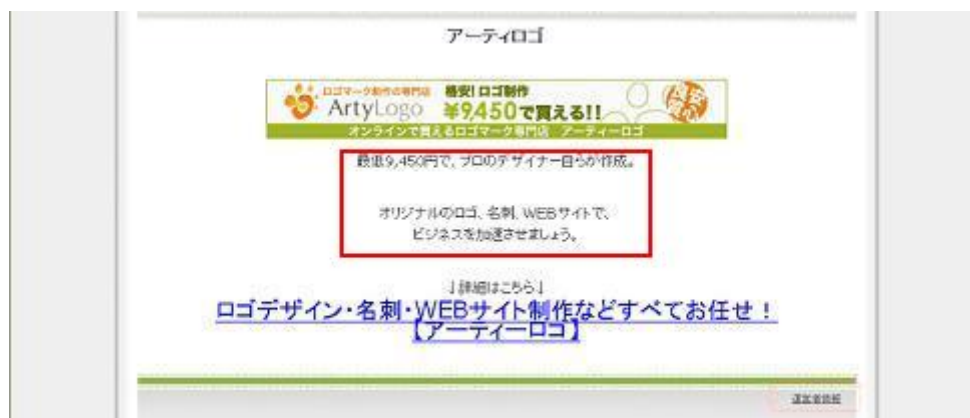 アーティロゴ
ロゴマーク制作の専門店
ArtyLogo
格安!ロゴ制作
¥9,450で買える!!
オンラインで買えるロゴマーク専門店 アーティーロゴ
最低9,450円で、プロのデザイナー自らが作成。
オリジナルのロゴ、名刺、WEBサイトで、
ビジネスを加速させましょう。
↓詳細はこちら↓
ロゴデザイン・名刺・WEBサイト制作などすべてお任せ！
【アーティーロゴ】
運営者情報